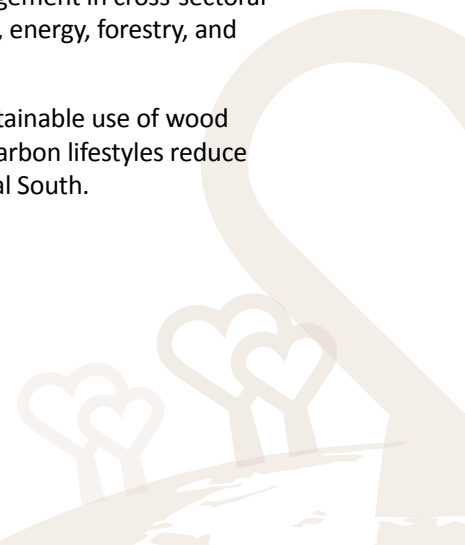 gement in cross-sectoral
, energy, forestry, and
tainable use of wood
arbon lifestyles reduce
al South.